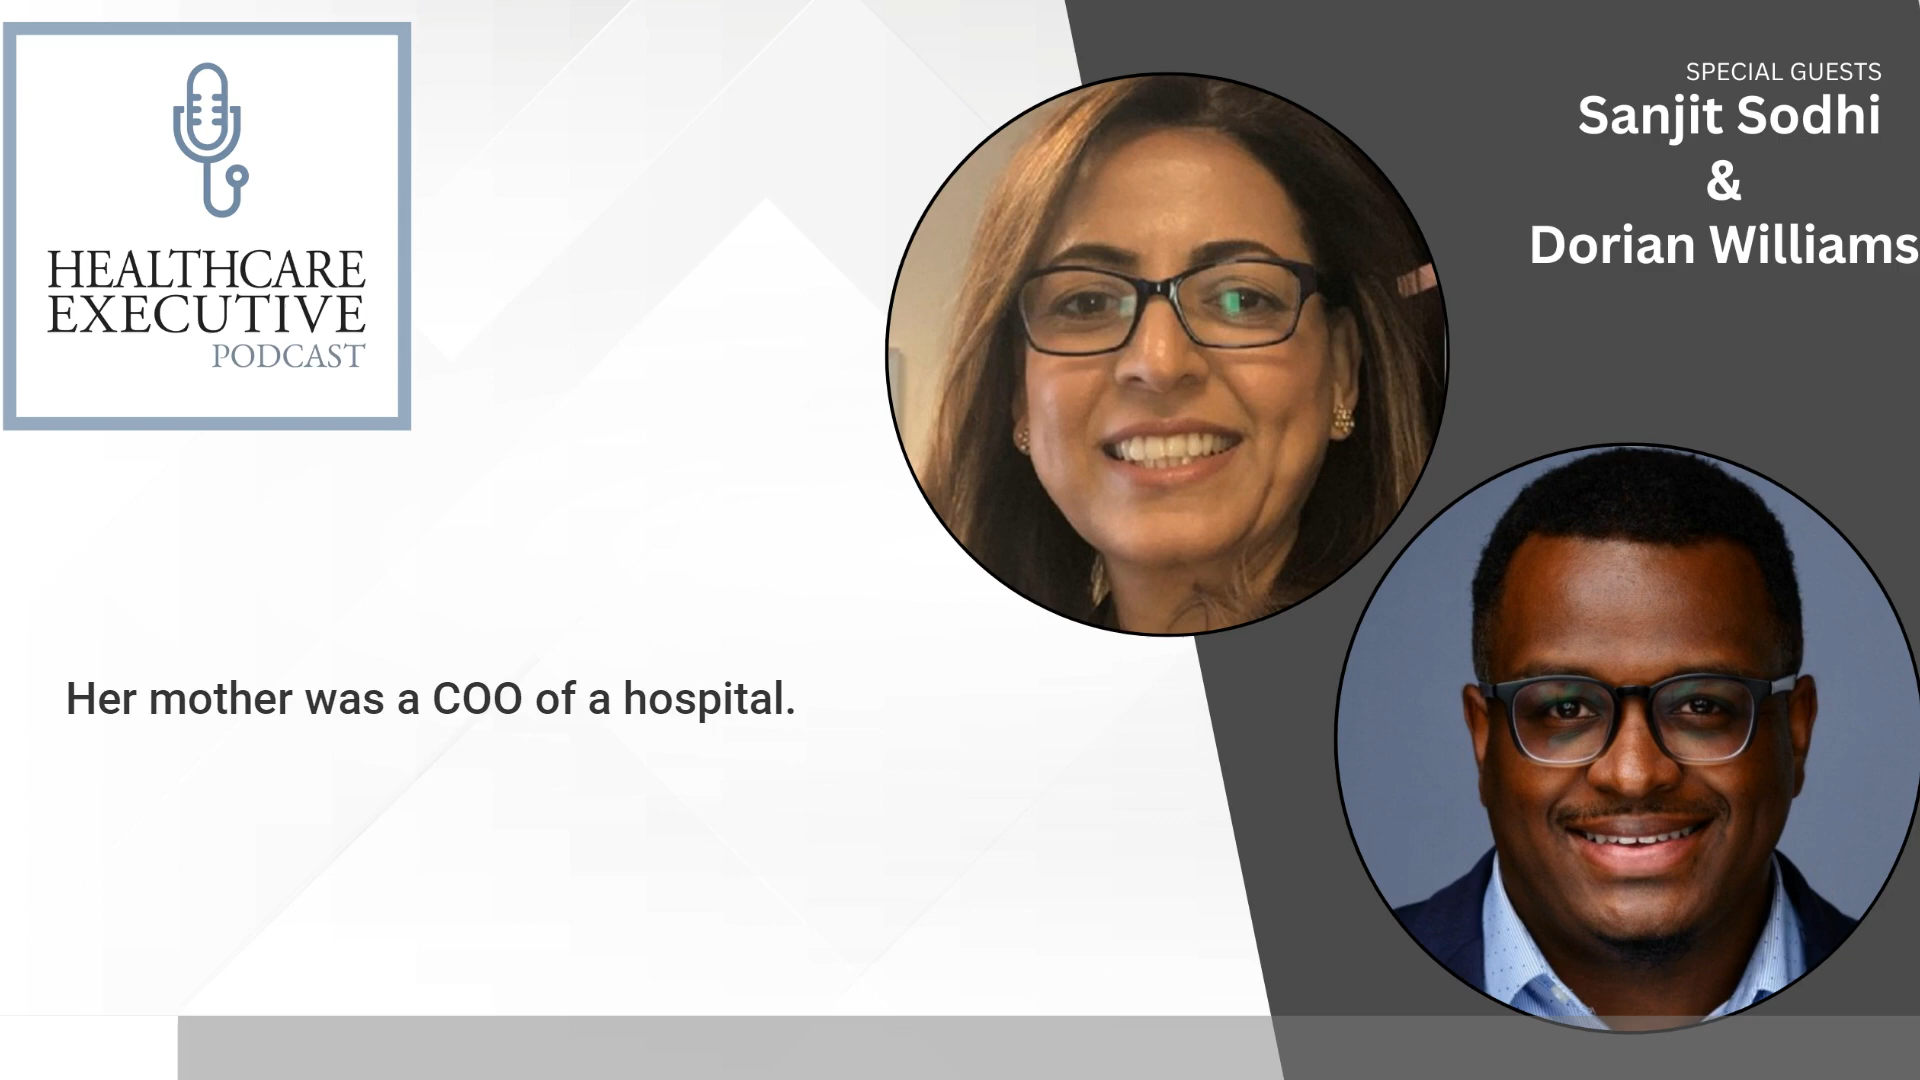 HEALTHCARE
EXECUTIVE
PODCAST
SPECIAL GUESTS
Sanjit Sodhi
&
Dorian Williams
Her mother was a COO of a hospital.